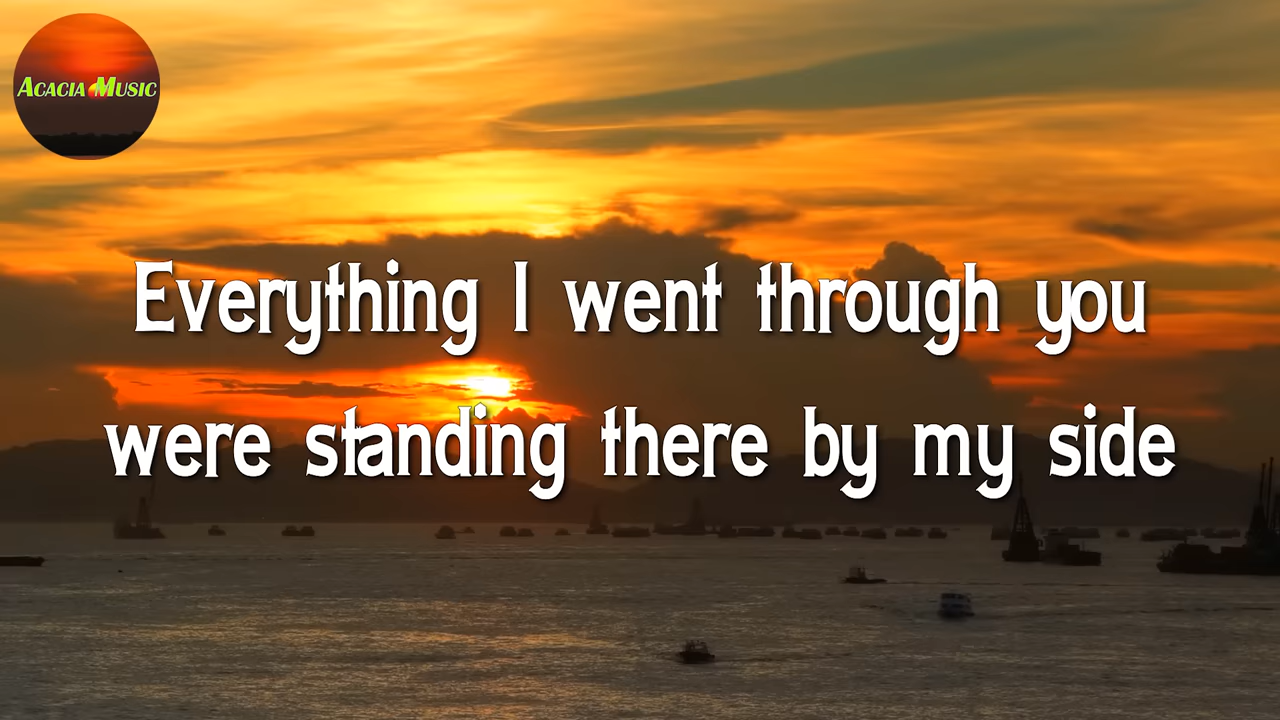 Acacia Music
Everything I went through you
were standing there by my side